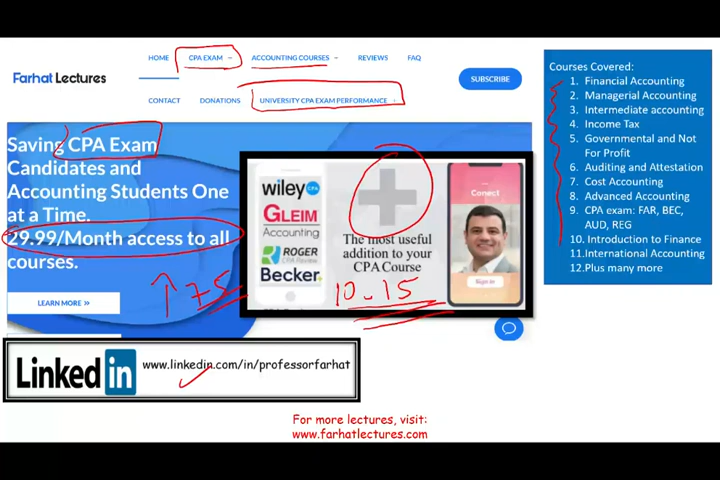 HOME
CPA EXAM
ACCOUNTING COURSES
REVIEWS
FAQ
Farhat Lectures
SUBSCRIBE
CONTACT
DONATIONS
UNIVERSITY CPA EXAM PERFORMANCE
Saving CPA Exam
Candidates and
Accounting Students One
at a Time.
29.99/Month access to all
courses.
LEARN MORE »
wiley CPA
GLEIM
Accounting
ROGER
CPA Review
Becker.
The most useful
addition to your
CPA Course
Conect
Sign in
75
10-15
Courses Covered:
1. Financial Accounting
2. Managerial Accounting
3. Intermediate accounting
4. Income Tax
5. Governmental and Not
For Profit
6. Auditing and Attestation
7. Cost Accounting
8. Advanced Accounting
9. CPA exam: FAR, BEC,
AUD, REG
10. Introduction to Finance
11. International Accounting
12. Plus many more
Linked in
www.linkedin.com/in/professorfarhat
For more lectures, visit:
www.farhatlectures.com